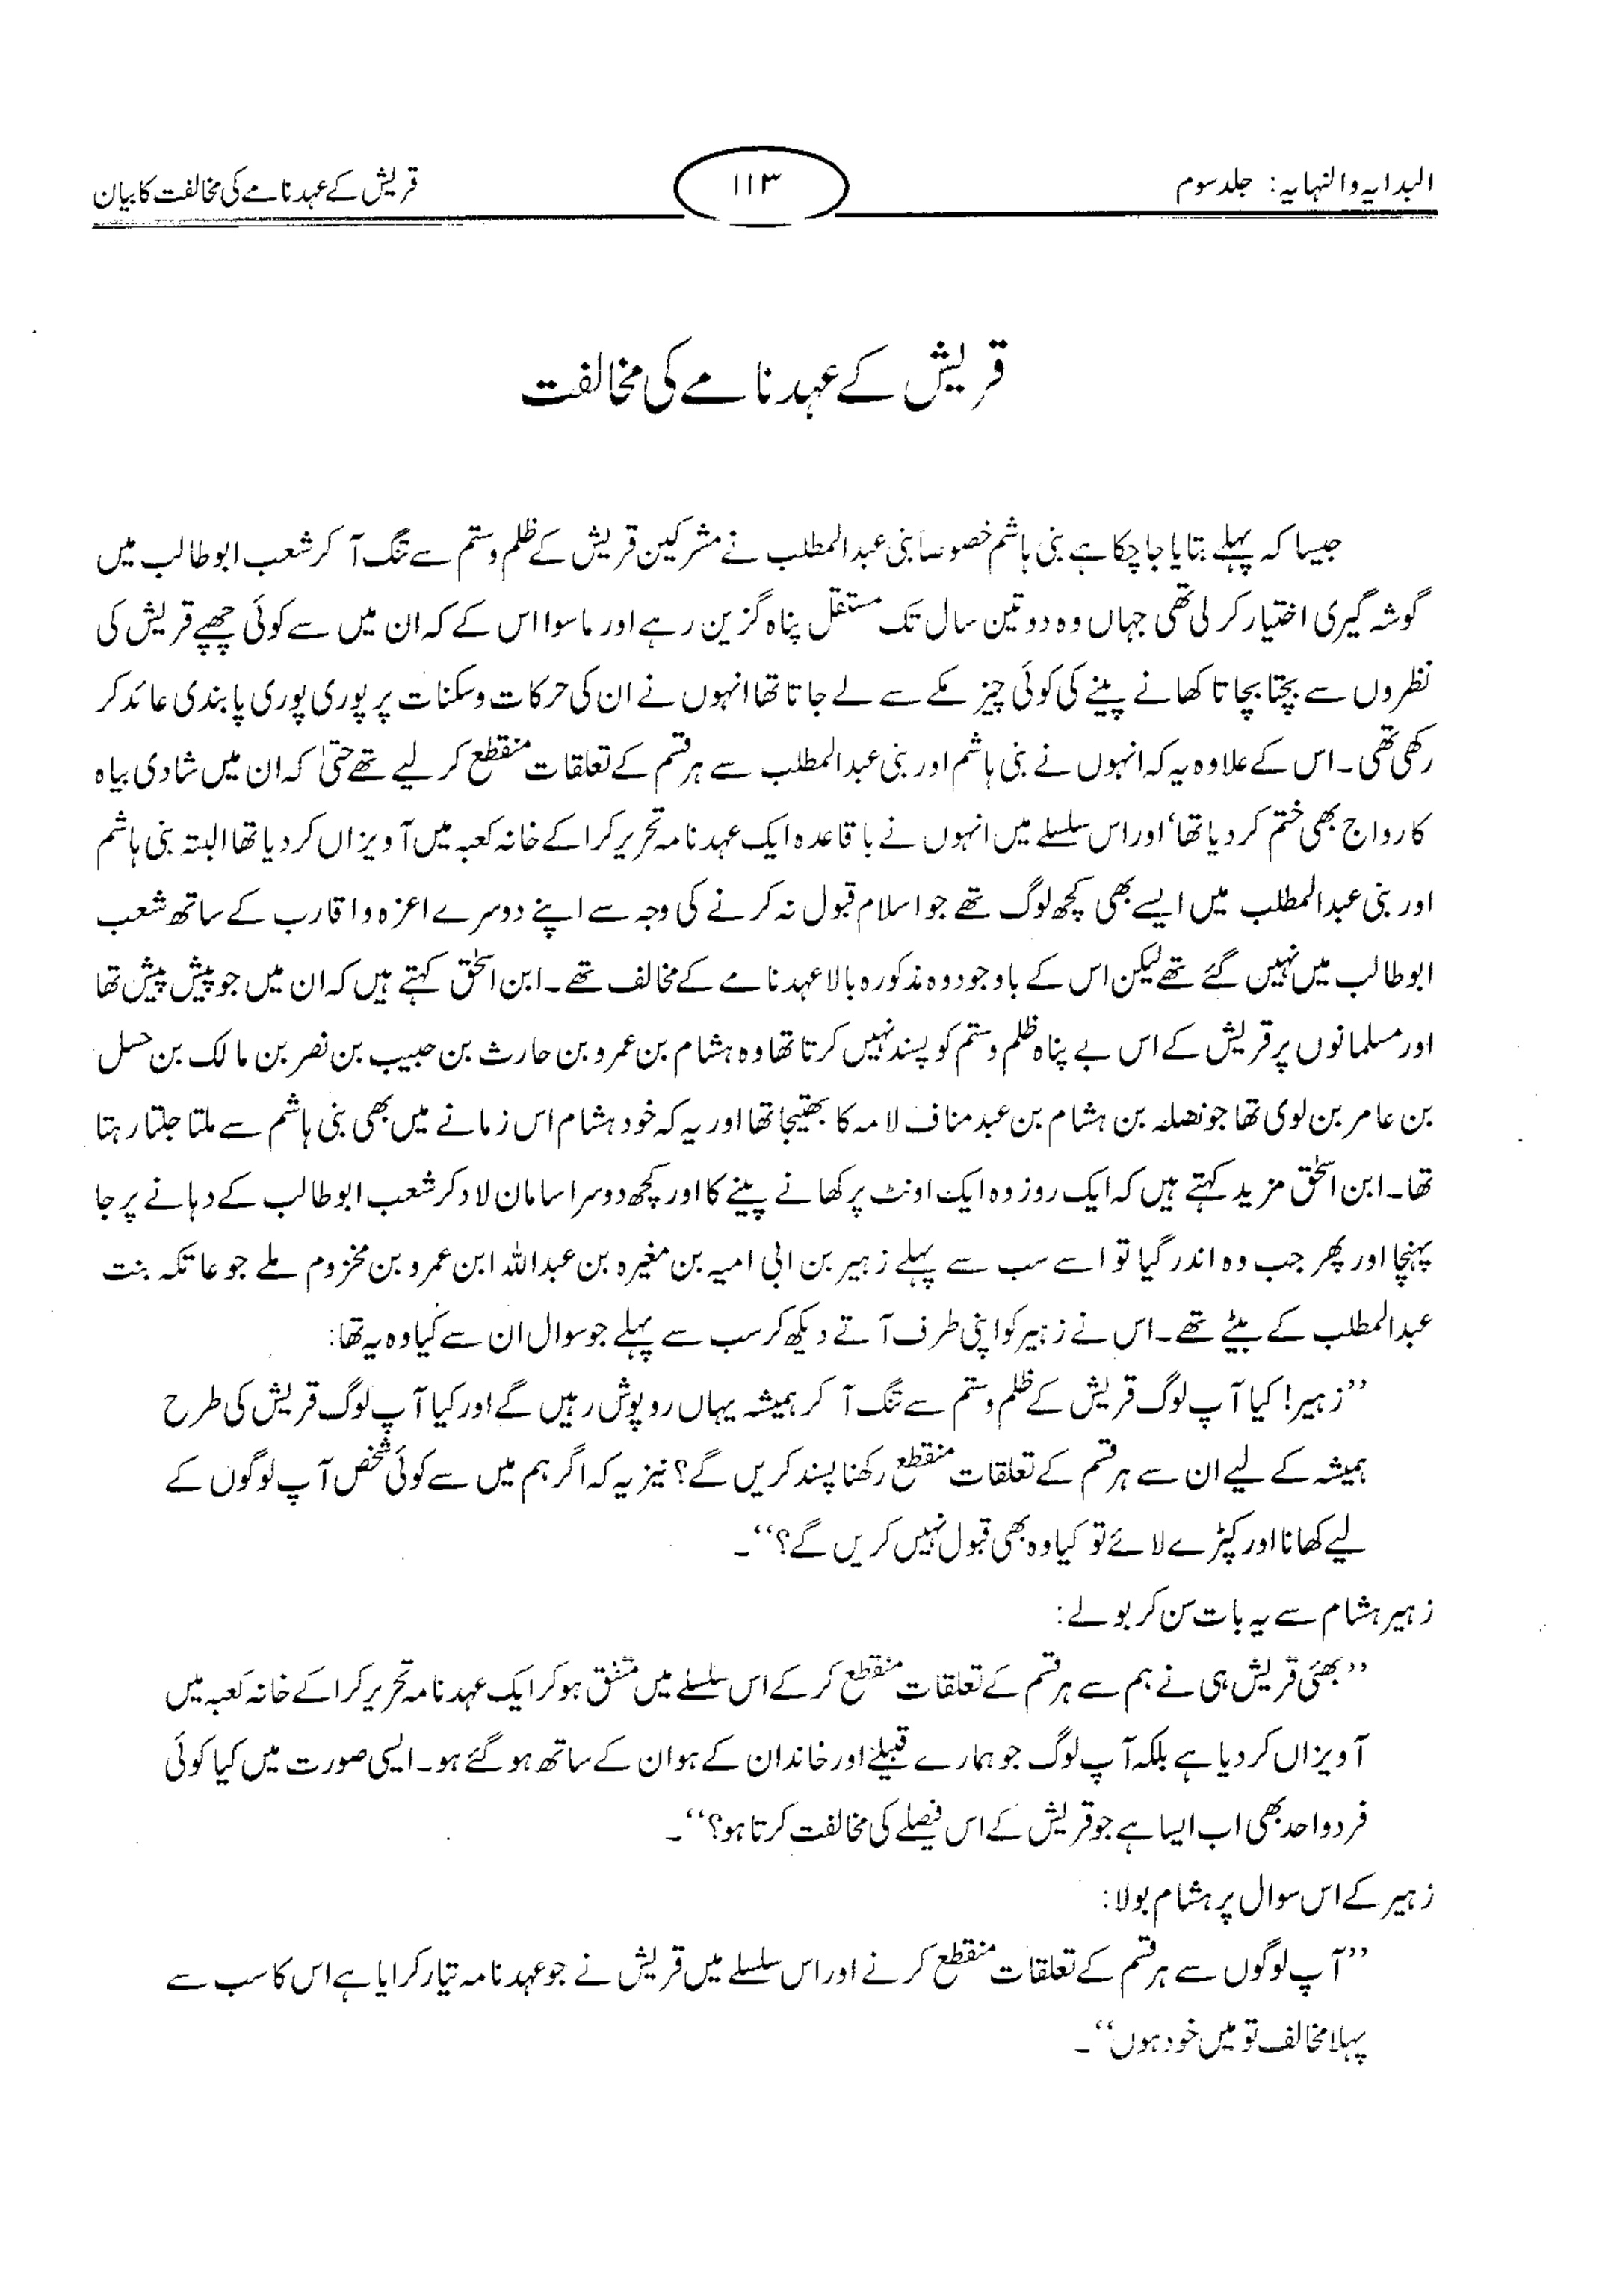 البدایہ والنہایہ: جلد سوم
۱۱۳
قریش کے عہد نامے کی مخالفت کا بیان
قریش کے عہد نامے کی مخالفت
جیسا کہ پہلے بتایا جا چکا ہے بنی ہاشم خصوصاً بنی عبدالمطلب نے مشرکین قریش کے ظلم و ستم سے تنگ آ کر شعب ابوطالب میں
گوشہ گیری اختیار کر لی تھی جہاں وہ دو تین سال تک مستقل پناہ گزین رہے اور ماسوا اس کے کہ ان میں سے کوئی چھپے قریش کی
نظروں سے بچتا بچاتا کھانے پینے کی کوئی چیز مکے سے لے جاتا تھا انہوں نے ان کی حرکات و سکنات پر پوری پوری پابندی عائد کر
رکھی تھی۔ اس کے علاوہ یہ کہ انہوں نے بنی ہاشم اور بنی عبدالمطلب سے ہر قسم کے تعلقات منقطع کر لیے تھے حتیٰ کہ ان میں شادی بیاہ
کا رواج بھی ختم کر دیا تھا‘ اور اس سلسلے میں انہوں نے باقاعدہ ایک عہد نامہ تحریر کرا کے خانہ کعبہ میں آویزاں کر دیا تھا البتہ بنی ہاشم
اور بنی عبدالمطلب میں ایسے بھی کچھ لوگ تھے جو اسلام قبول نہ کرنے کی وجہ سے اپنے دوسرے اعزہ و اقارب کے ساتھ شعب
ابوطالب میں نہیں گئے تھے لیکن اس کے باوجود وہ مذکورہ بالا عہد نامے کے مخالف تھے۔ ابن اسحٰق کہتے ہیں کہ ان میں جو پیش پیش تھا
اور مسلمانوں پر قریش کے اس بے پناہ ظلم و ستم کو پسند نہیں کرتا تھا وہ ہشام بن عمرو بن حارث بن حبیب بن نصر بن مالک بن حسل
بن عامر بن لوی تھا جو نضلہ بن ہشام بن عبد مناف لامہ کا بھتیجا تھا اور یہ کہ خود ہشام اس زمانے میں بھی بنی ہاشم سے ملتا جلتا رہتا
تھا۔ ابن اسحٰق مزید کہتے ہیں کہ ایک روز وہ ایک اونٹ پر کھانے پینے کا اور کچھ دوسرا سامان لاد کر شعب ابوطالب کے دہانے پر جا
پہنچا اور پھر جب وہ اندر گیا تو اسے سب سے پہلے زہیر بن ابی امیہ بن مغیرہ بن عبداللہ ابن عمرو بن مخزوم ملے جو عاتکہ بنت
عبدالمطلب کے بیٹے تھے۔ اس نے زہیر کو اپنی طرف آتے دیکھ کر سب سے پہلے جو سوال ان سے کیا وہ یہ تھا:
’’زہیر! کیا آپ لوگ قریش کے ظلم و ستم سے تنگ آ کر ہمیشہ یہاں روپوش رہیں گے اور کیا آپ لوگ قریش کی طرح
ہمیشہ کے لیے ان سے ہر قسم کے تعلقات منقطع رکھنا پسند کریں گے؟ نیز یہ کہ اگر ہم میں سے کوئی شخص آپ لوگوں کے
لیے کھانا اور کپڑے لائے تو کیا وہ بھی قبول نہیں کریں گے؟‘‘۔
زہیر ہشام سے یہ بات سن کر بولے:
’’بھئی قریش ہی نے ہم سے ہر قسم کے تعلقات منقطع کر کے اس سلسلے میں متفق ہو کر ایک عہد نامہ تحریر کرا کے خانہ کعبہ میں
آویزاں کر دیا ہے بلکہ آپ لوگ جو ہمارے قبیلے اور خاندان کے ہو ان کے ساتھ ہو گئے ہو۔ ایسی صورت میں کیا کوئی
فرد واحد بھی اب ایسا ہے جو قریش کے اس فیصلے کی مخالفت کرتا ہو؟‘‘۔
زہیر کے اس سوال پر ہشام بولا:
’’آپ لوگوں سے ہر قسم کے تعلقات منقطع کرنے اور اس سلسلے میں قریش نے جو عہد نامہ تیار کرایا ہے اس کا سب سے
پہلا مخالف تو میں خود ہوں‘‘۔